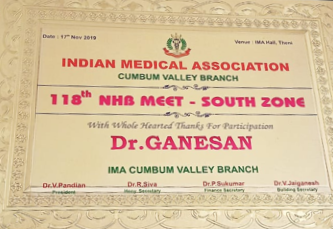 Date : 17th Nov 2019 Venue : IMA Hall, Theni
INDIAN MEDICAL ASSOCIATION
CUMBUM VALLEY BRANCH
118th NHB MEET - SOUTH ZONE
With Whole Hearted Thanks For Participation
Dr.GANESAN
IMA CUMBUM VALLEY BRANCH
Dr.V.Pandian Dr.R.Siva Dr.P.Sukumar Dr.V.Jaiganesh
President Hony. Secretary Finance Secretary Building Secretary